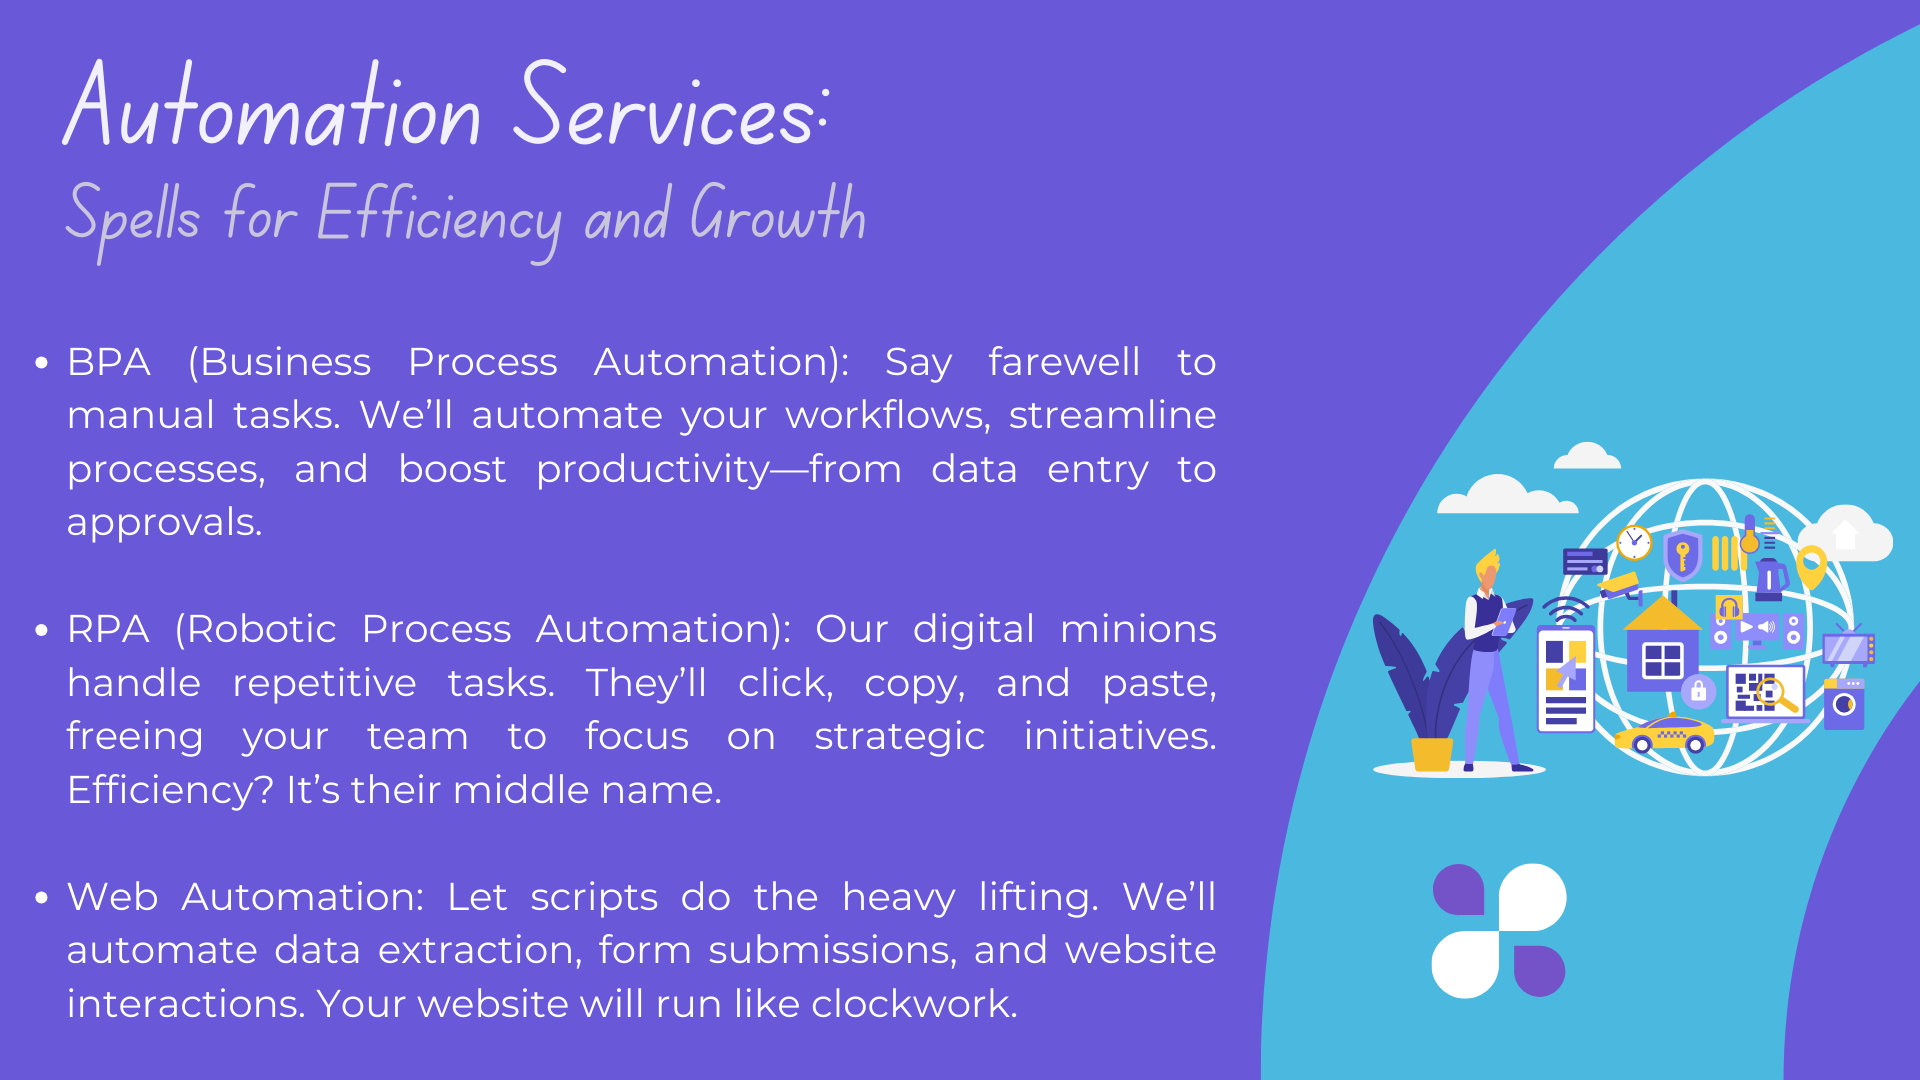 Automation Services:
Spells for Efficiency and Growth
• BPA (Business Process Automation): Say farewell to
manual tasks. We’ll automate your workflows, streamline
processes, and boost productivity—from data entry to
approvals.
• RPA (Robotic Process Automation): Our digital minions
handle repetitive tasks. They’ll click, copy, and paste,
freeing your team to focus on strategic initiatives.
Efficiency? It’s their middle name.
• Web Automation: Let scripts do the heavy lifting. We’ll
automate data extraction, form submissions, and website
interactions. Your website will run like clockwork.